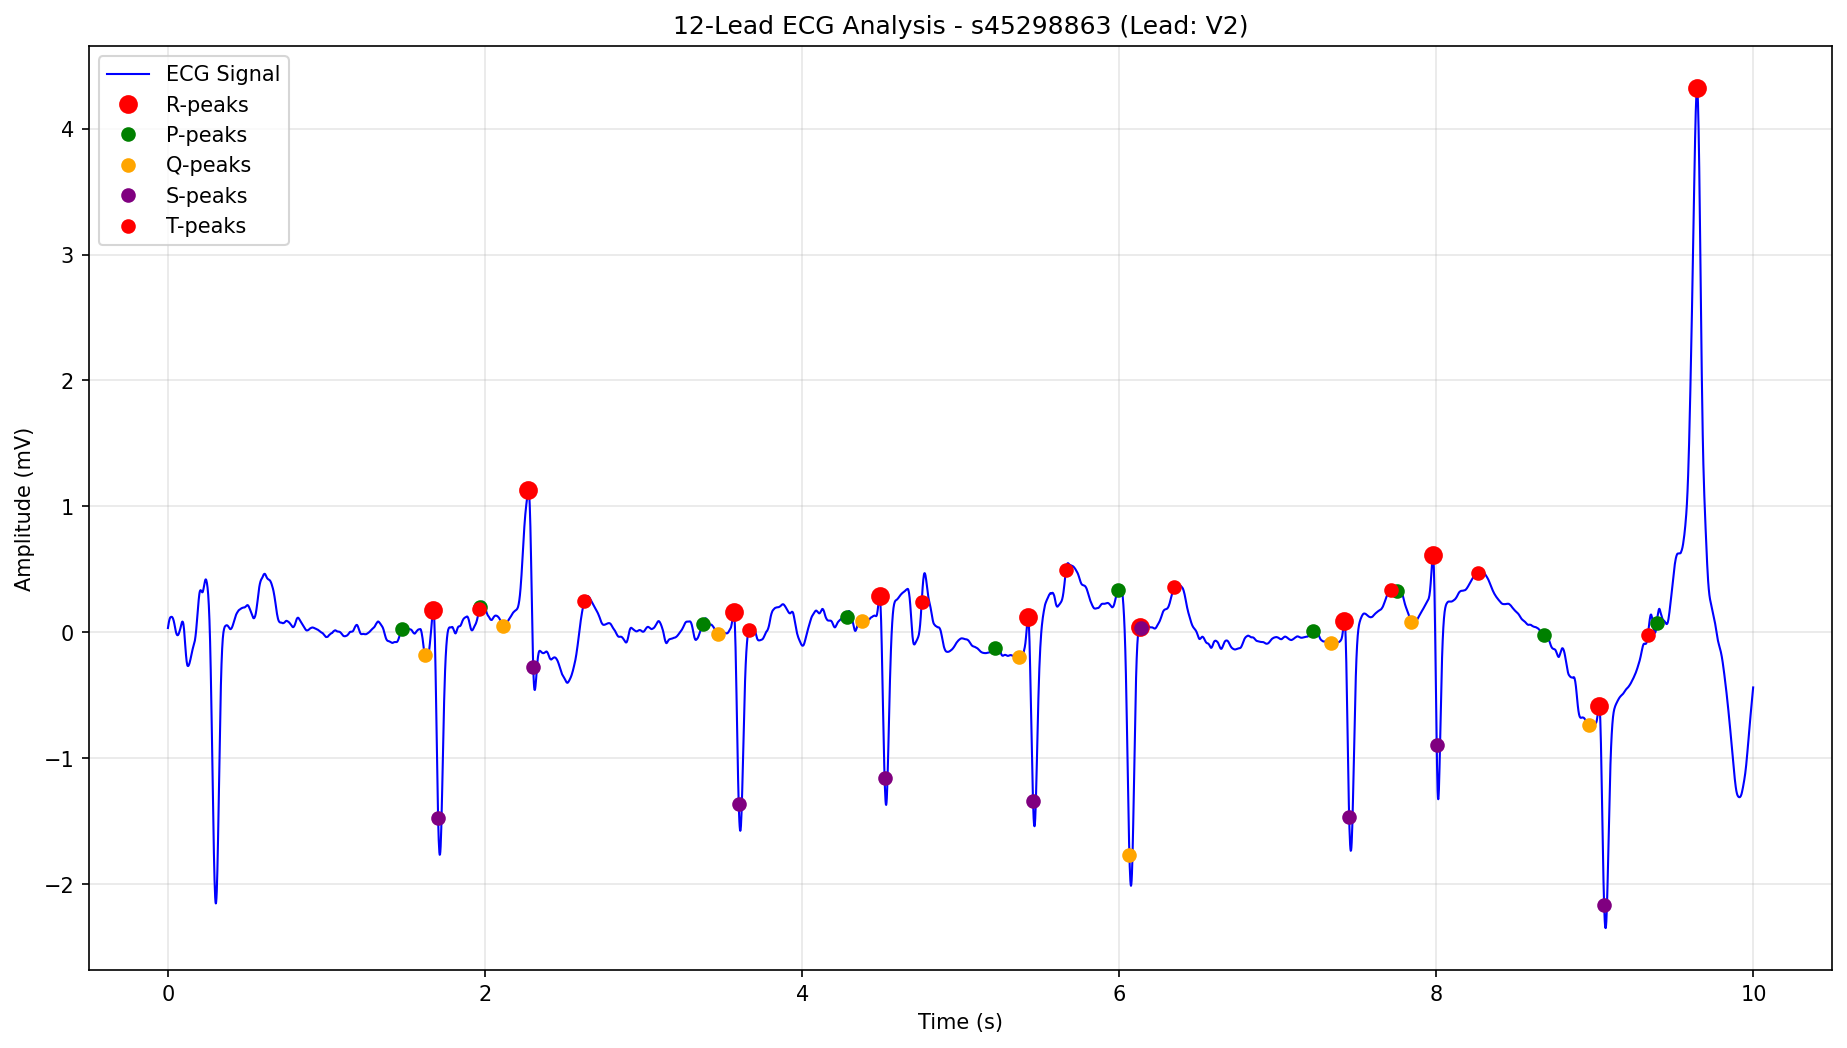 12-Lead ECG Analysis - s45298863 (Lead: V2)
ECG Signal
R-peaks
P-peaks
Q-peaks
S-peaks
T-peaks
Amplitude (mV)
4
3
2
1
0
−1
−2
0 2 4 6 8 10
Time (s)